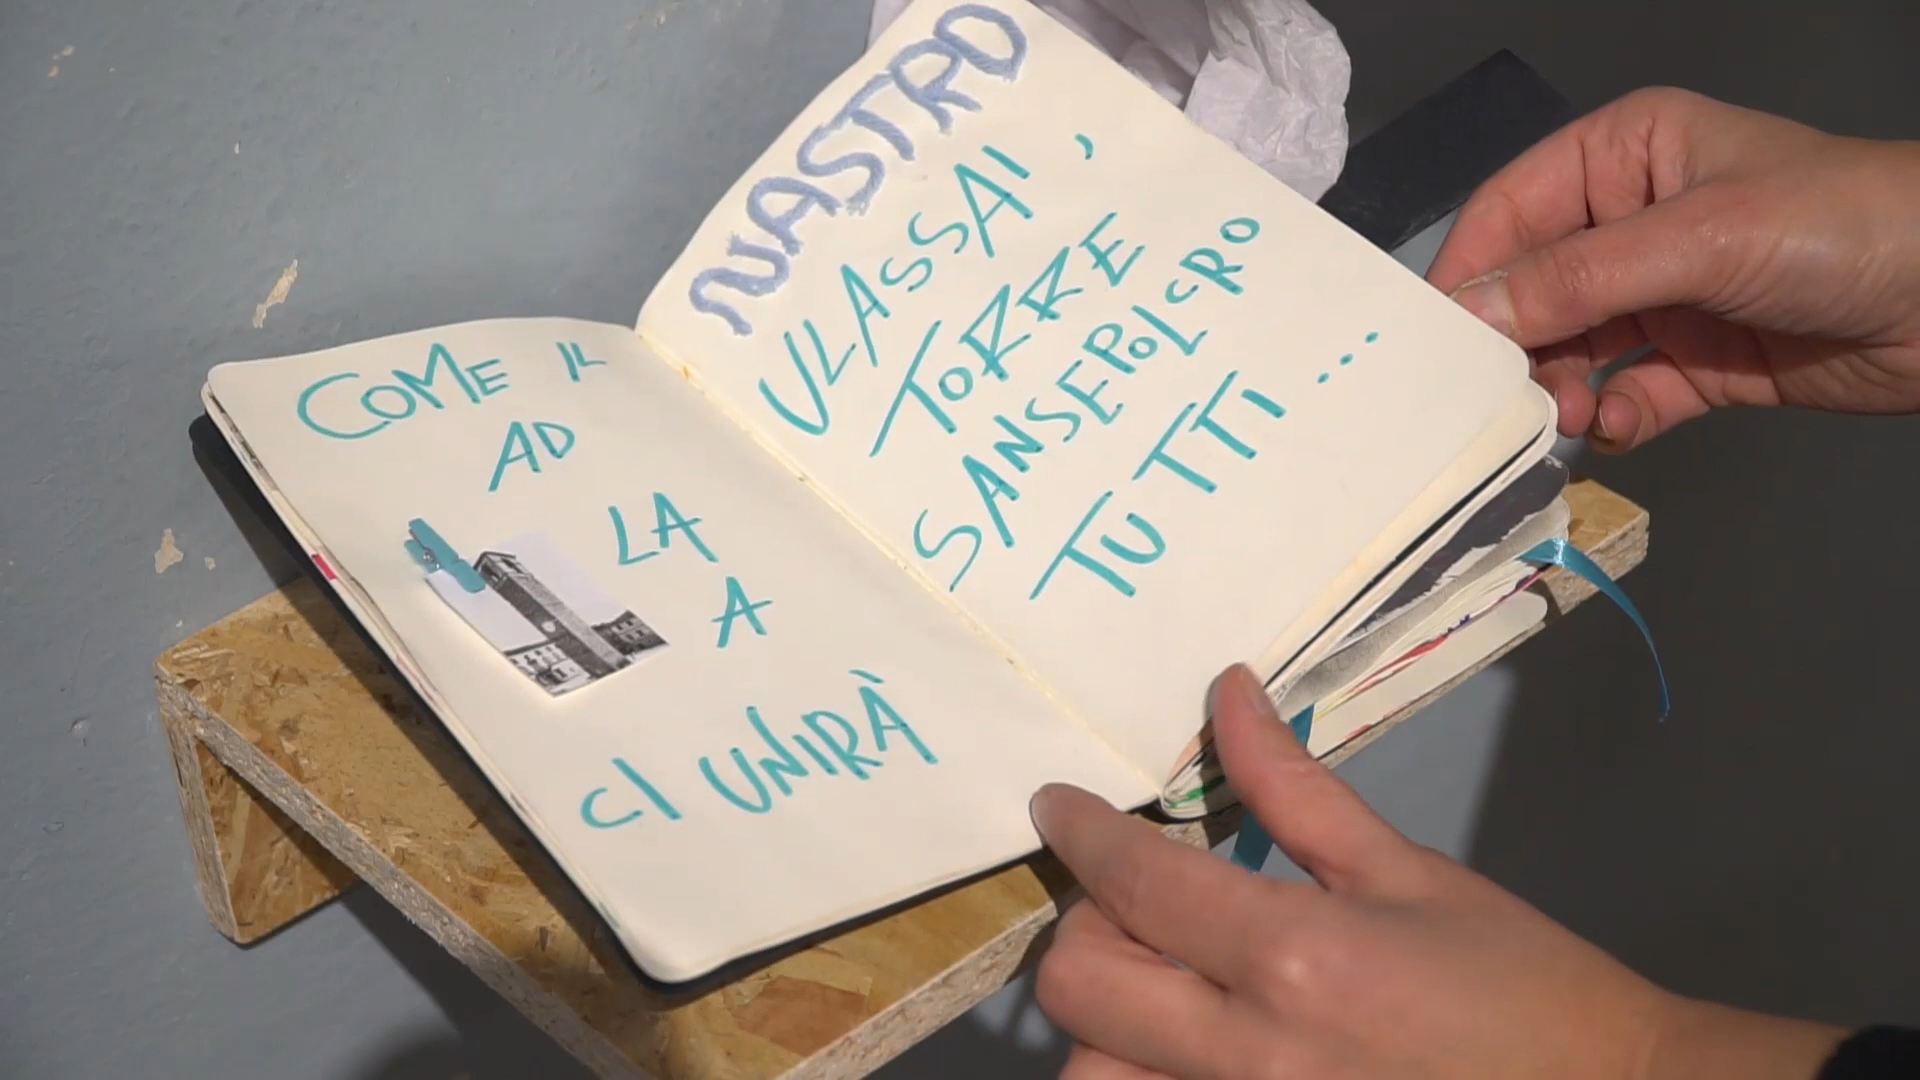 COME IL NASTRO
AD ULASSAI,
LA TORRE
A SANSEPOLCRO
CI UNIRÀ TUTTI...